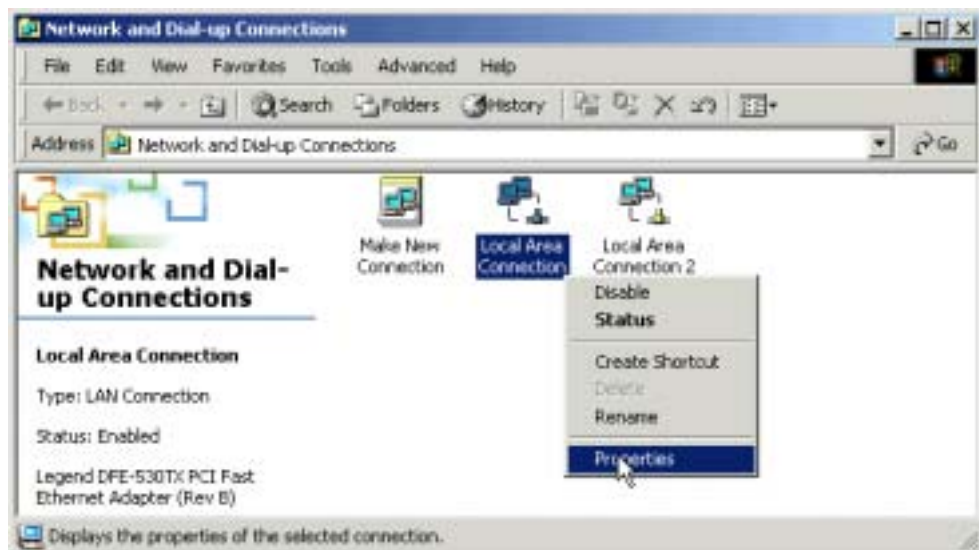 Network and Dial-up Connections
File Edit View Favorites Tools Advanced Help
Back Search Folders History
Address Network and Dial-up Connections Go
Make New Connection
Local Area Connection
Local Area Connection 2
Network and Dial-
up Connections
Local Area Connection
Type: LAN Connection
Status: Enabled
Legend DFE-530TX PCI Fast
Ethernet Adapter (Rev B)
Disable
Status
Create Shortcut
Delete
Rename
Properties
Displays the properties of the selected connection.